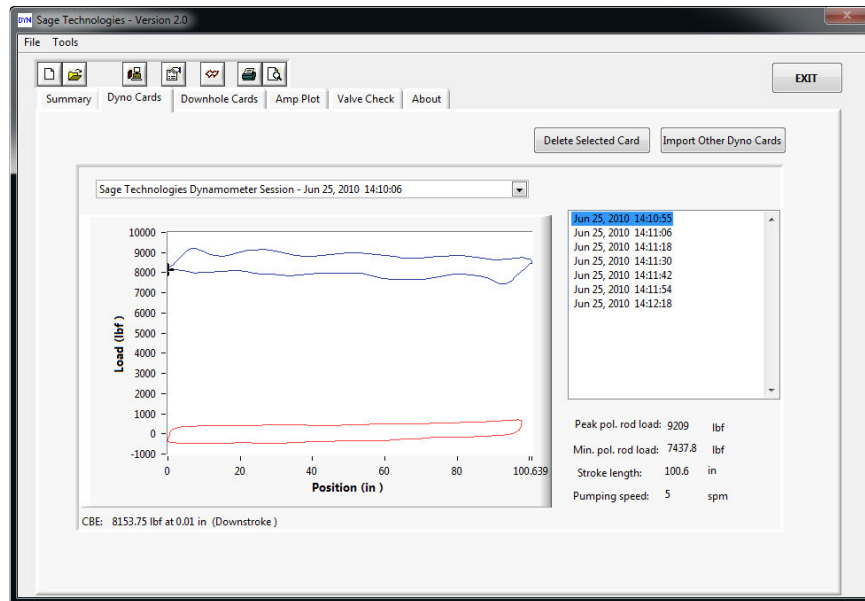 DYN Sage Technologies - Version 2.0
File Tools
EXIT
Summary Dyno Cards Downhole Cards Amp Plot Valve Check About
Delete Selected Card Import Other Dyno Cards
Sage Technologies Dynamometer Session - Jun 25, 2010 14:10:06
10000
9000
8000
7000
6000
5000
4000
3000
2000
1000
0
-1000
Load (lbf )
0 20 40 60 80 100.639
Position (in )
CBE: 8153.75 lbf at 0.01 in (Downstroke )
Jun 25, 2010 14:10:55
Jun 25, 2010 14:11:06
Jun 25, 2010 14:11:18
Jun 25, 2010 14:11:30
Jun 25, 2010 14:11:42
Jun 25, 2010 14:11:54
Jun 25, 2010 14:12:18
Peak pol. rod load: 9209 lbf
Min. pol. rod load: 7437.8 lbf
Stroke length: 100.6 in
Pumping speed: 5 spm